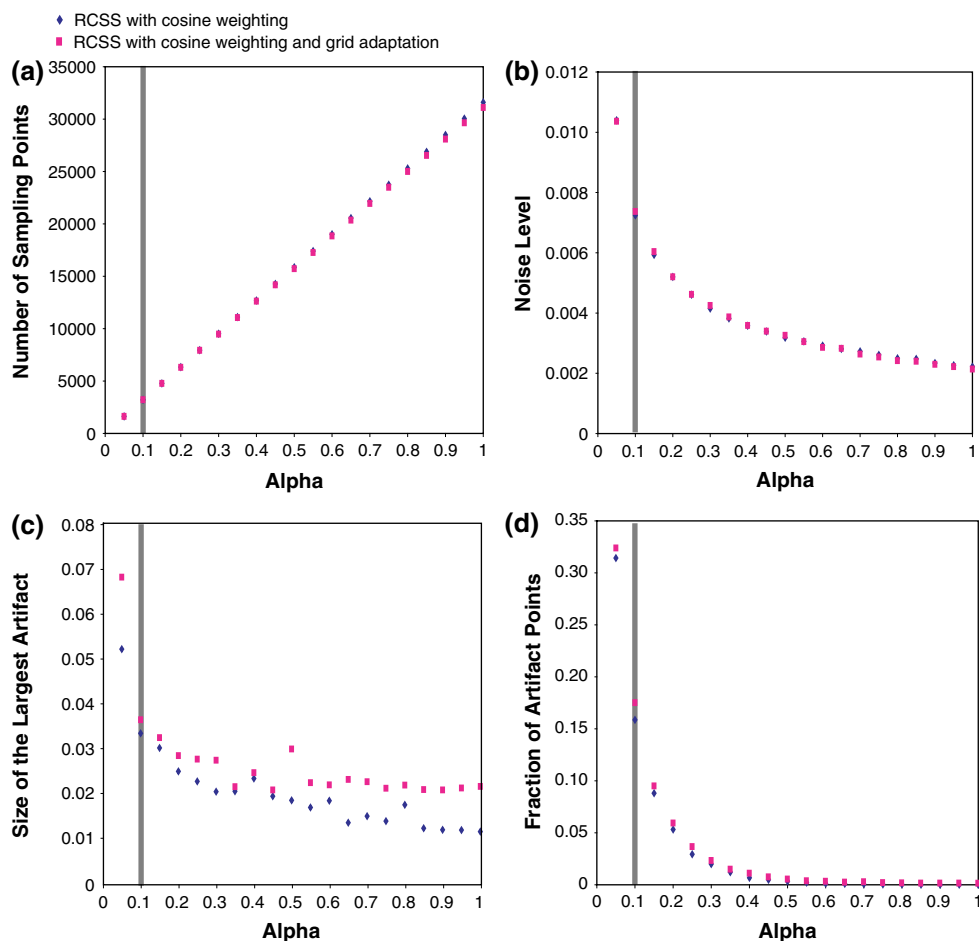 RCSS with cosine weighting
RCSS with cosine weighting and grid adaptation
(a)
35000
30000
25000
20000
15000
10000
5000
0
Number of Sampling Points
0 0.1 0.2 0.3 0.4 0.5 0.6 0.7 0.8 0.9 1
Alpha
(b)
0.012
0.010
0.008
0.006
0.004
0.002
0
Noise Level
0 0.1 0.2 0.3 0.4 0.5 0.6 0.7 0.8 0.9 1
Alpha
(c)
0.08
0.07
0.06
0.05
0.04
0.03
0.02
0.01
0
Size of the Largest Artifact
0 0.1 0.2 0.3 0.4 0.5 0.6 0.7 0.8 0.9 1
Alpha
(d)
0.35
0.30
0.25
0.20
0.15
0.10
0.05
0
Fraction of Artifact Points
0 0.1 0.2 0.3 0.4 0.5 0.6 0.7 0.8 0.9 1
Alpha